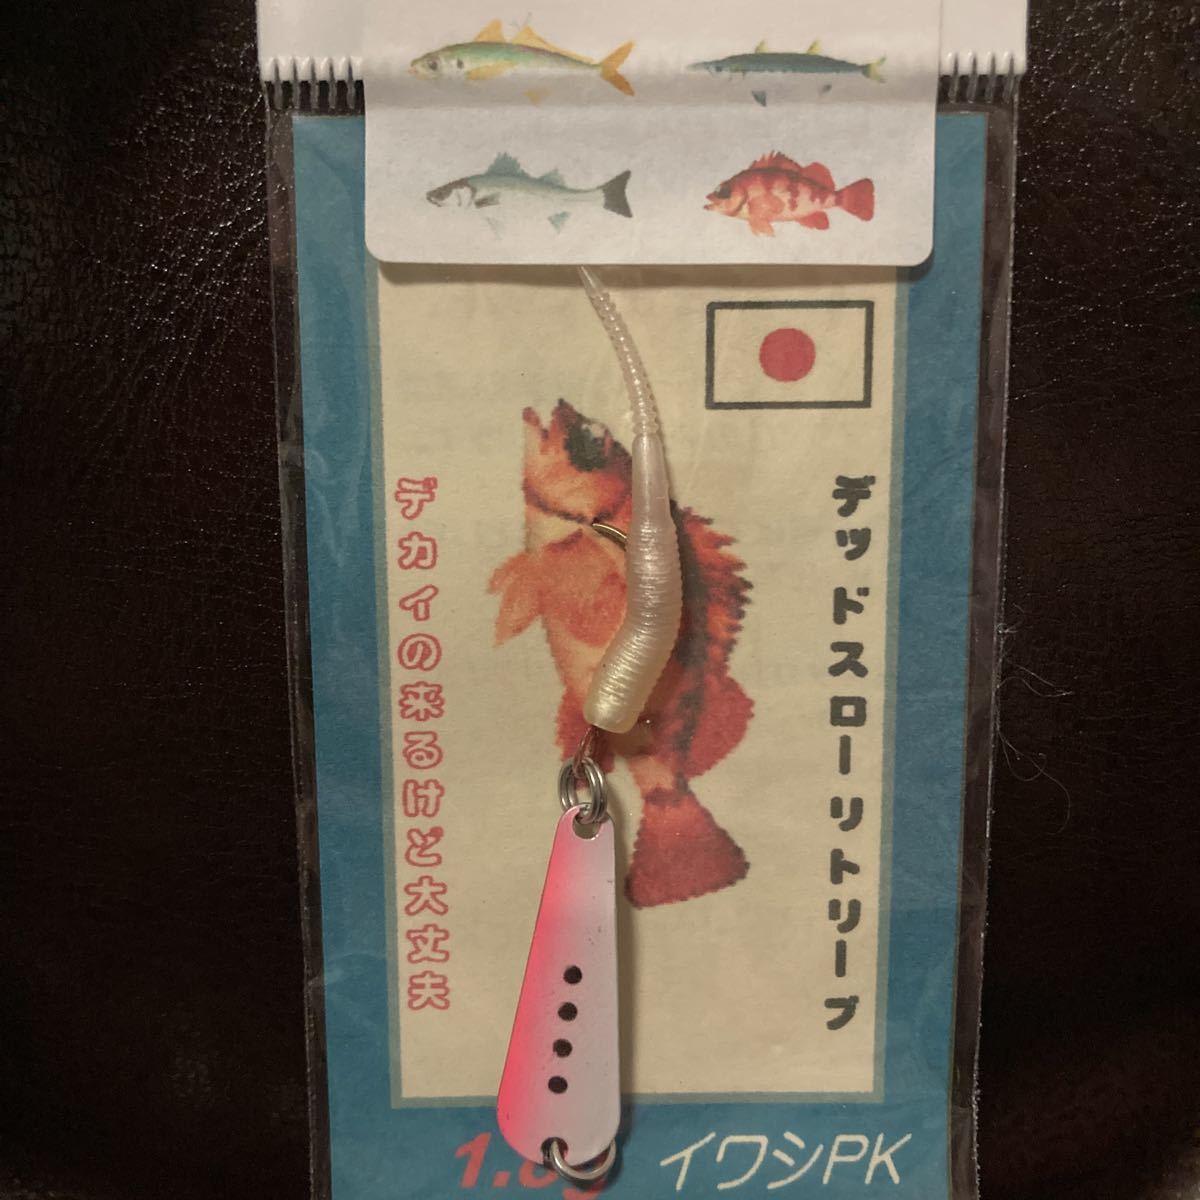 デッドスローリトリーブ
デカイの来るけど大丈夫
イワシPK